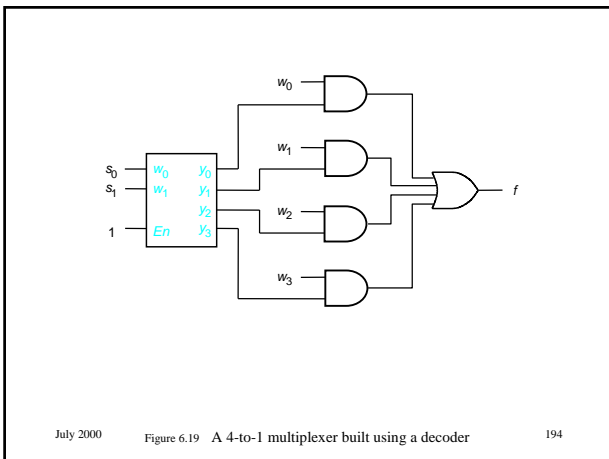 w0
w1
s0 w0 y0
s1 w1 y1
f
y2
w2
1 En y3
w3
July 2000 Figure 6.19 A 4-to-1 multiplexer built using a decoder 194